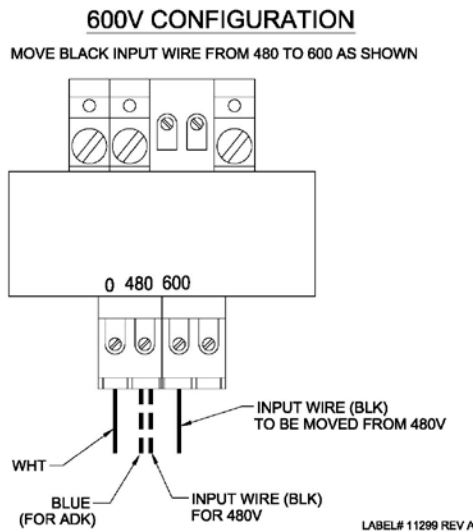 600V CONFIGURATION
MOVE BLACK INPUT WIRE FROM 480 TO 600 AS SHOWN
0 480 600
INPUT WIRE (BLK)
TO BE MOVED FROM 480V
WHT
BLUE
(FOR ADK)
INPUT WIRE (BLK)
FOR 480V
LABEL# 11299 REV A